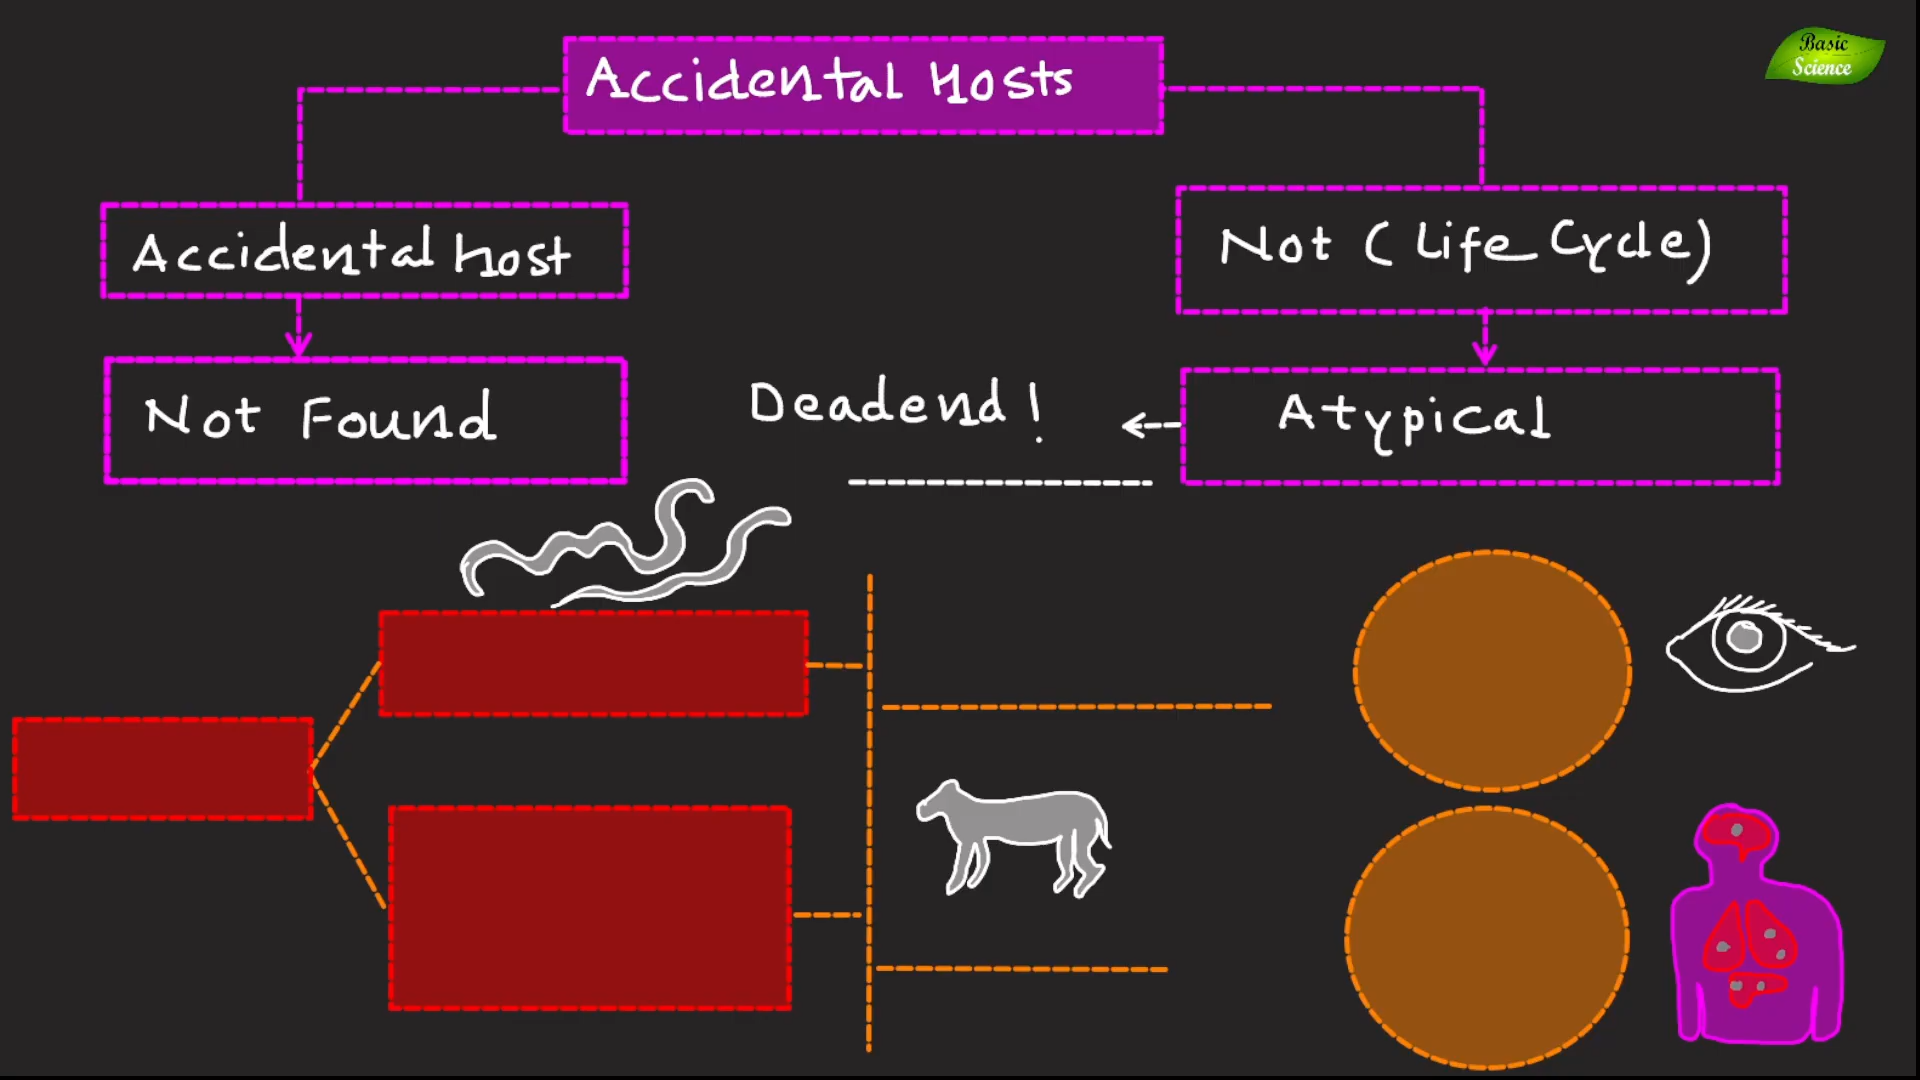 Accidental Hosts
Basic
Science
Accidental host
Not (Life Cycle)
Not Found
Deadend!
Atypical